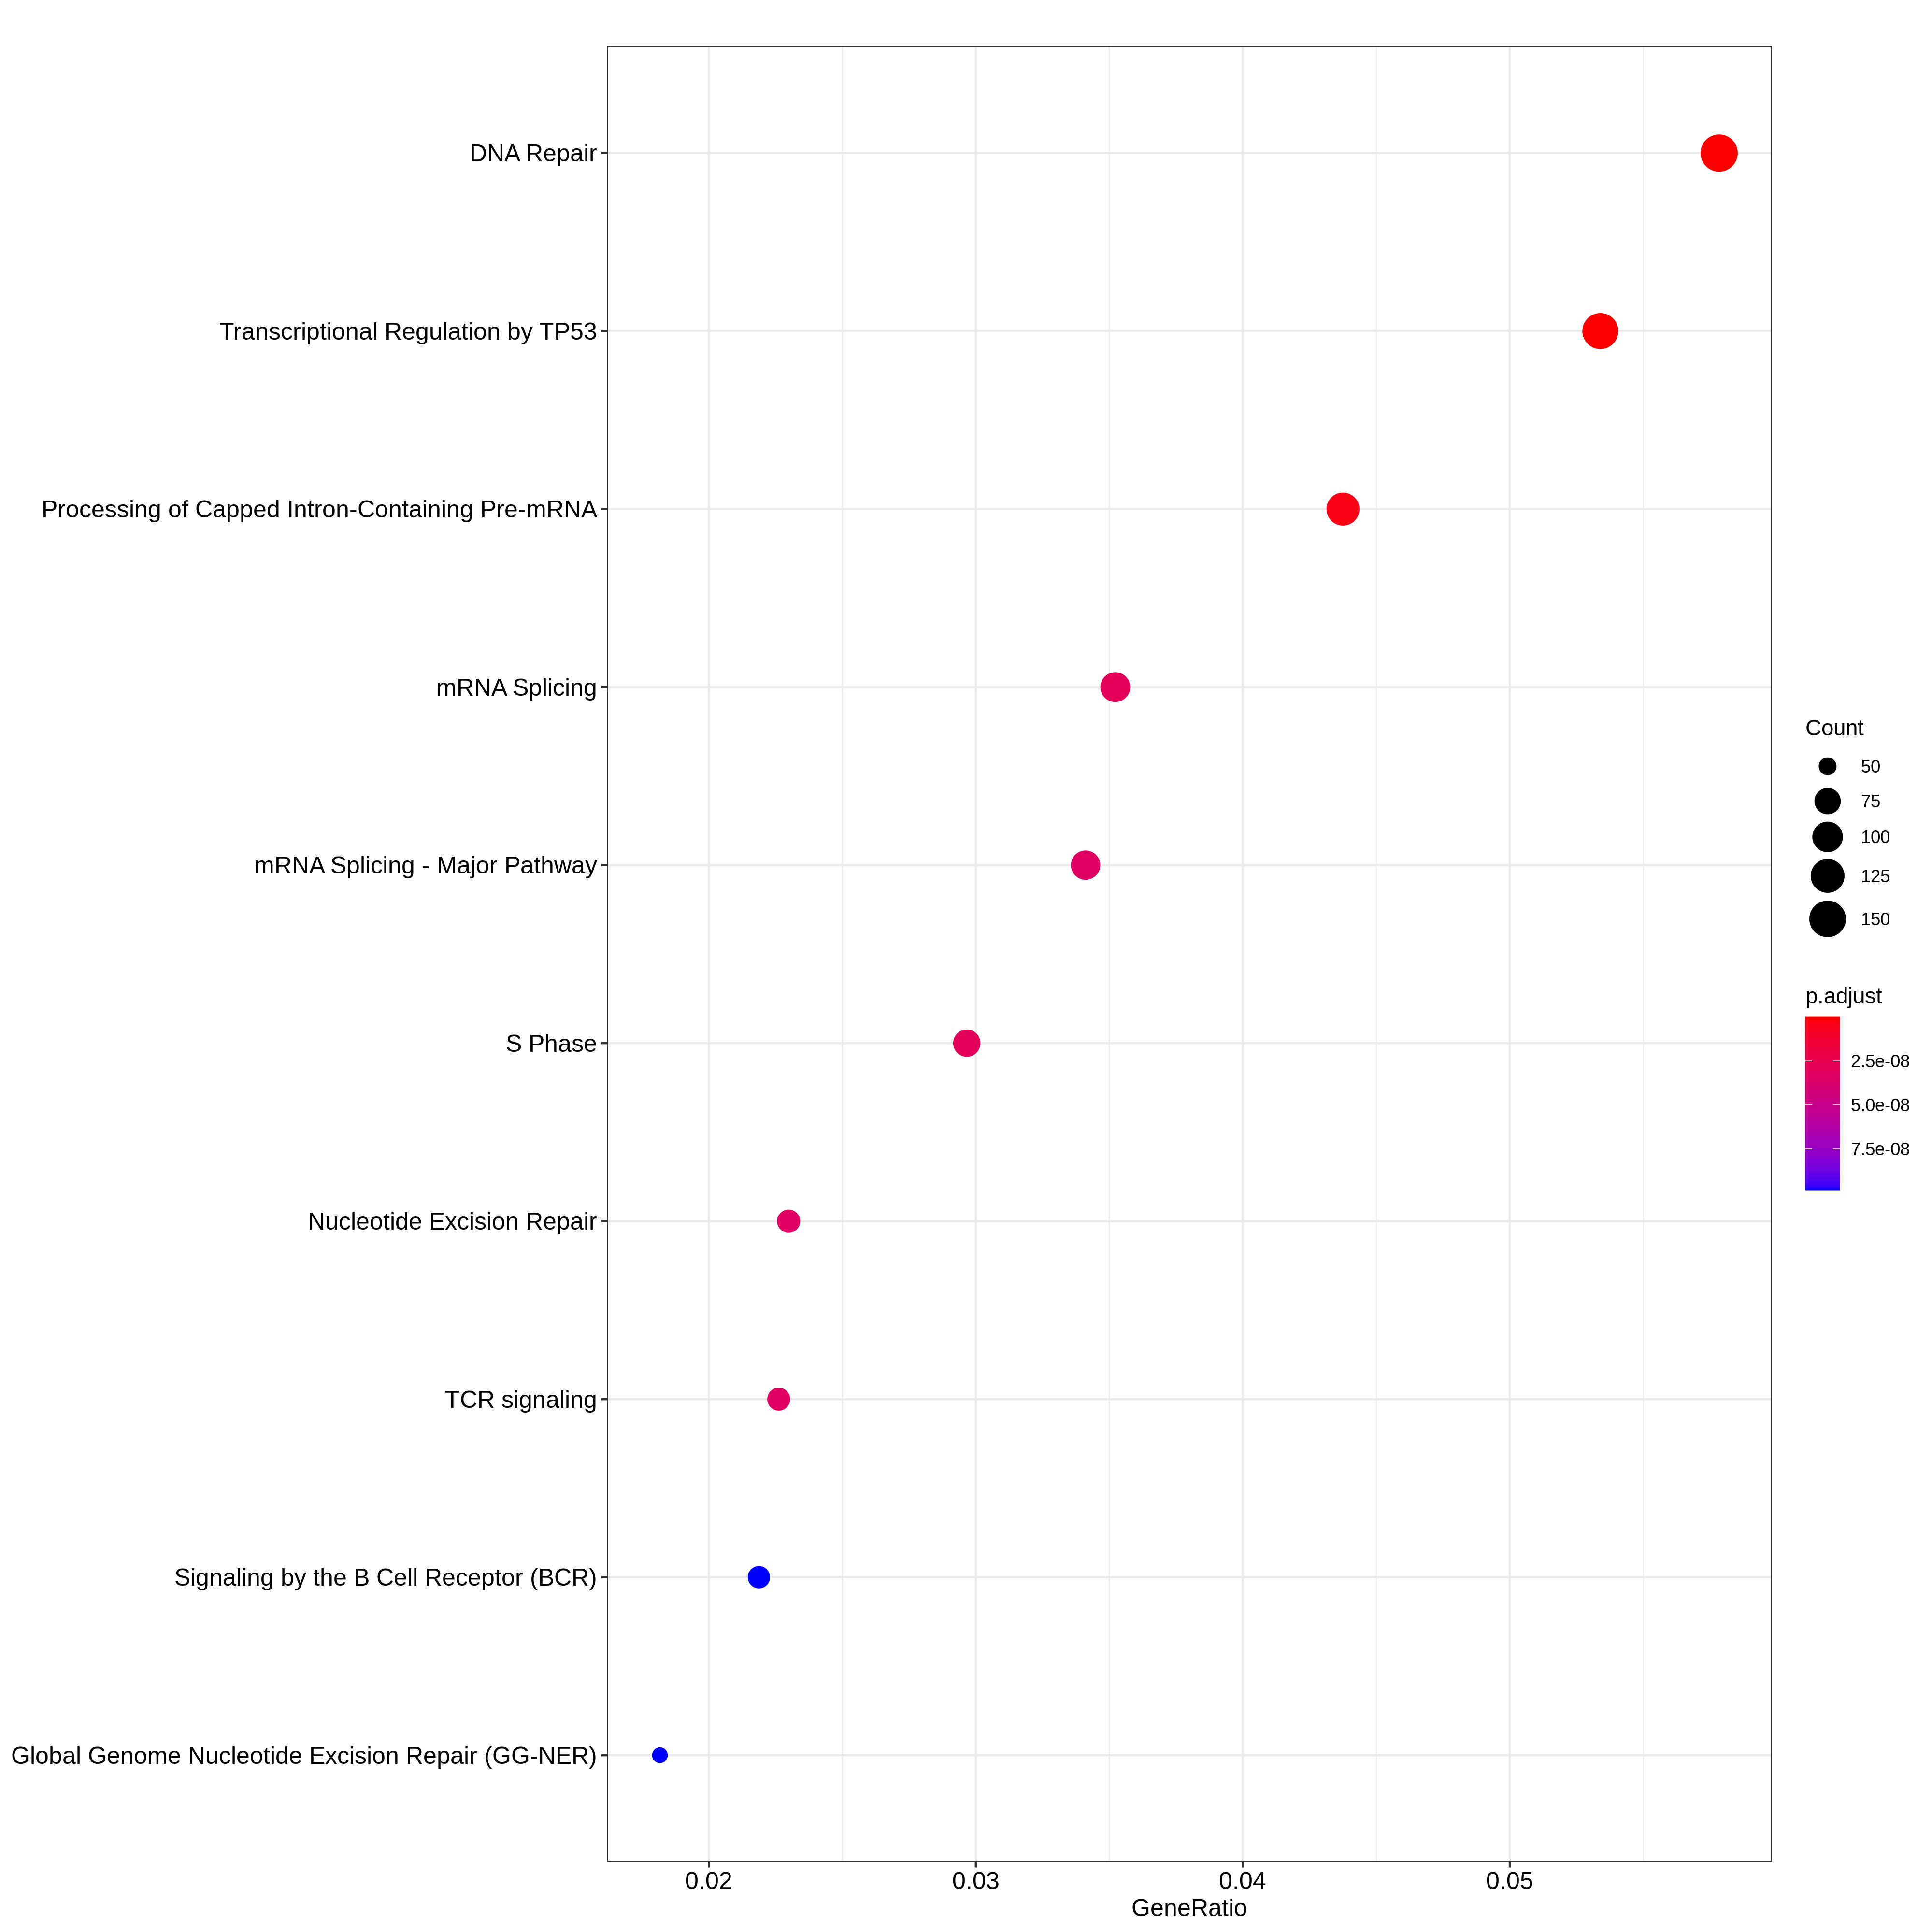 DNA Repair
Transcriptional Regulation by TP53
Processing of Capped Intron-Containing Pre-mRNA
mRNA Splicing
mRNA Splicing - Major Pathway
S Phase
Nucleotide Excision Repair
TCR signaling
Signaling by the B Cell Receptor (BCR)
Global Genome Nucleotide Excision Repair (GG-NER)
0.02 0.03 0.04 0.05
GeneRatio
Count
50
75
100
125
150
p.adjust
2.5e-08
5.0e-08
7.5e-08